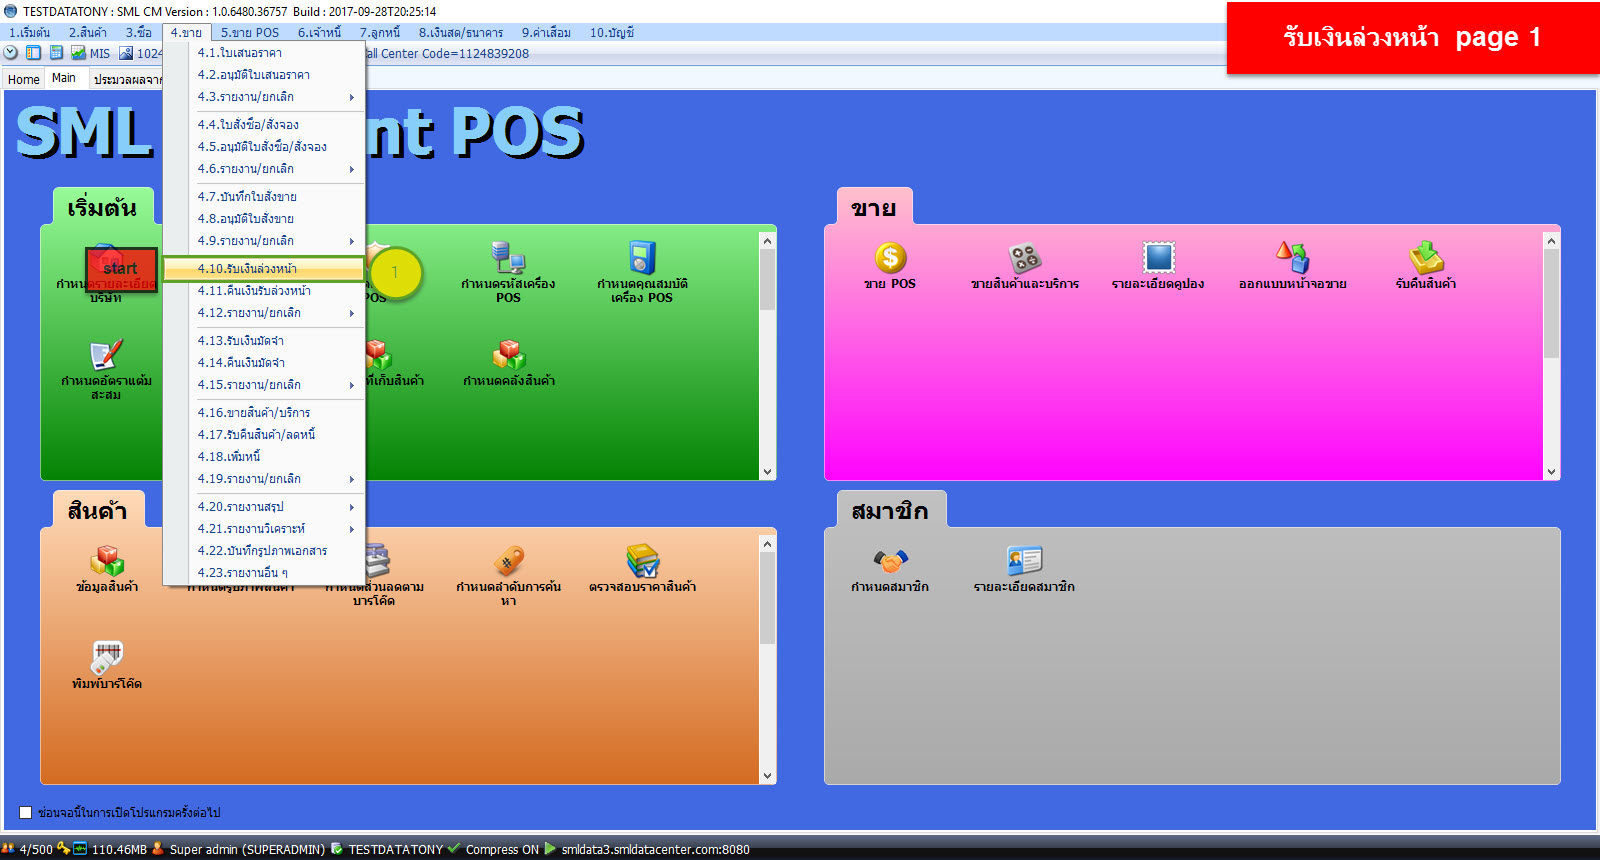 TESTDATATONY : SML CM Version : 1.0.6480.36757  Build : 2017-09-28T20:25:14
1.เริ่มต้น 2.สินค้า 3.ซื้อ 4.ขาย 5.ขาย POS 6.เจ้าหนี้ 7.ลูกหนี้ 8.เงินสด/ธนาคาร 9.ค่าเสื่อม 10.บัญชี
MIS 1024 all Center Code=1124839208
รับเงินล่วงหน้า  page 1
Home Main ประมวลผลจาก
SML nt POS
4.1.ใบเสนอราคา
4.2.อนุมัติใบเสนอราคา
4.3.รายงาน/ยกเลิก
4.4.ใบสั่งซื้อ/สั่งจอง
4.5.อนุมัติใบสั่งซื้อ/สั่งจอง
4.6.รายงาน/ยกเลิก
4.7.บันทึกใบสั่งขาย
4.8.อนุมัติใบสั่งขาย
4.9.รายงาน/ยกเลิก
start
4.10.รับเงินล่วงหน้า
1
4.11.คืนเงินรับล่วงหน้า
4.12.รายงาน/ยกเลิก
4.13.รับเงินมัดจำ
4.14.คืนเงินมัดจำ
4.15.รายงาน/ยกเลิก
4.16.ขายสินค้า/บริการ
4.17.รับคืนสินค้า/ลดหนี้
4.18.เพิ่มหนี้
4.19.รายงาน/ยกเลิก
4.20.รายงานสรุป
4.21.รายงานวิเคราะห์
4.22.บันทึกรูปภาพเอกสาร
4.23.รายงานอื่น ๆ
เริ่มต้น
กำหนดรายละเอียด
บริษัท
POS
กำหนดรหัสเครื่อง
POS
กำหนดคุณสมบัติ
เครื่อง POS
กำหนดอัตราแต้ม
สะสม
ที่เก็บสินค้า
กำหนดคลังสินค้า
ขาย
ขาย POS
ขายสินค้าและบริการ
รายละเอียดคูปอง
ออกแบบหน้าจอขาย
รับคืนสินค้า
สินค้า
ข้อมูลสินค้า
กำหนดรูปภาพสินค้า
กำหนดส่วนลดตาม
บาร์โค๊ด
กำหนดลำดับการค้น
หา
ตรวจสอบราคาสินค้า
พิมพ์บาร์โค๊ด
สมาชิก
กำหนดสมาชิก
รายละเอียดสมาชิก
ซ่อนจอนี้ในการเปิดโปรแกรมครั้งต่อไป
4/500 110.46MB Super admin (SUPERADMIN) TESTDATATONY Compress ON smldata3.smldatacenter.com:8080